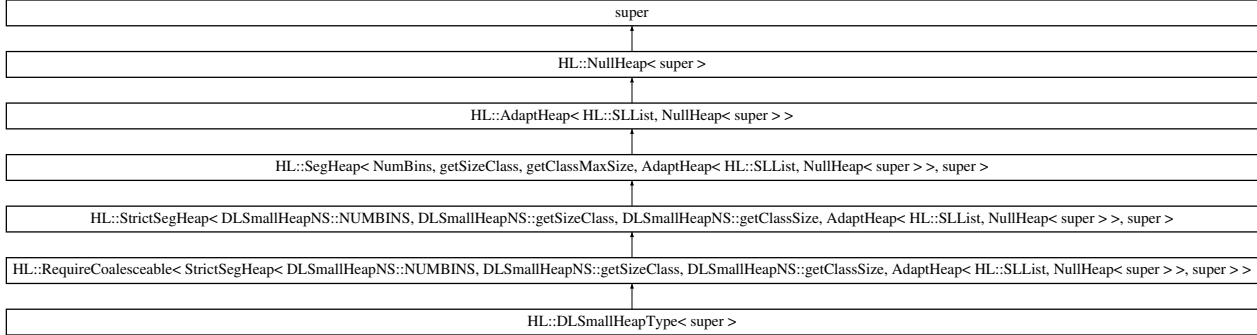 super
HL::NullHeap< super >
HL::AdaptHeap< HL::SLList, NullHeap< super > >
HL::SegHeap< NumBins, getSizeClass, getClassMaxSize, AdaptHeap< HL::SLList, NullHeap< super > >, super >
HL::StrictSegHeap< DLSmallHeapNS::NUMBINS, DLSmallHeapNS::getSizeClass, DLSmallHeapNS::getClassSize, AdaptHeap< HL::SLList, NullHeap< super > >, super >
HL::RequireCoalesceable< StrictSegHeap< DLSmallHeapNS::NUMBINS, DLSmallHeapNS::getSizeClass, DLSmallHeapNS::getClassSize, AdaptHeap< HL::SLList, NullHeap< super > >, super > >
HL::DLSmallHeapType< super >